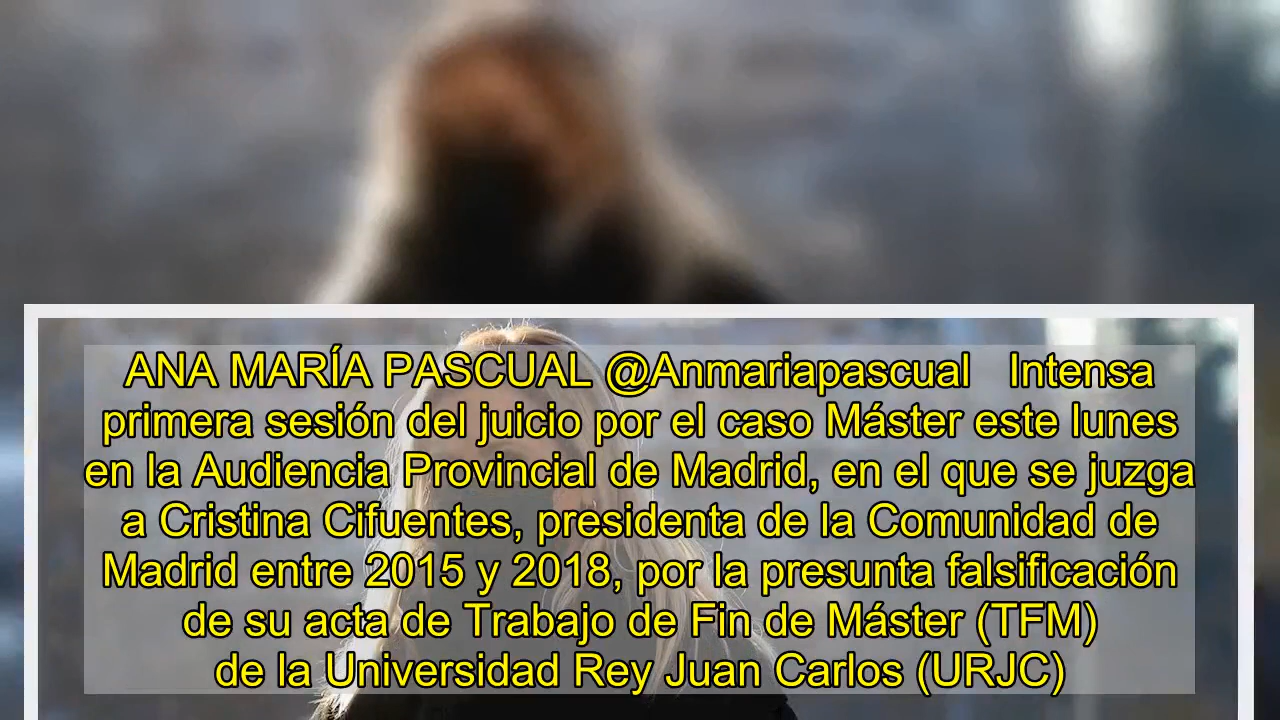 ANA MARÍA PASCUAL @Anmariapascual   Intensa
primera sesión del juicio por el caso Máster este lunes
en la Audiencia Provincial de Madrid, en el que se juzga
a Cristina Cifuentes, presidenta de la Comunidad de
Madrid entre 2015 y 2018, por la presunta falsificación
de su acta de Trabajo de Fin de Máster (TFM)
de la Universidad Rey Juan Carlos (URJC)